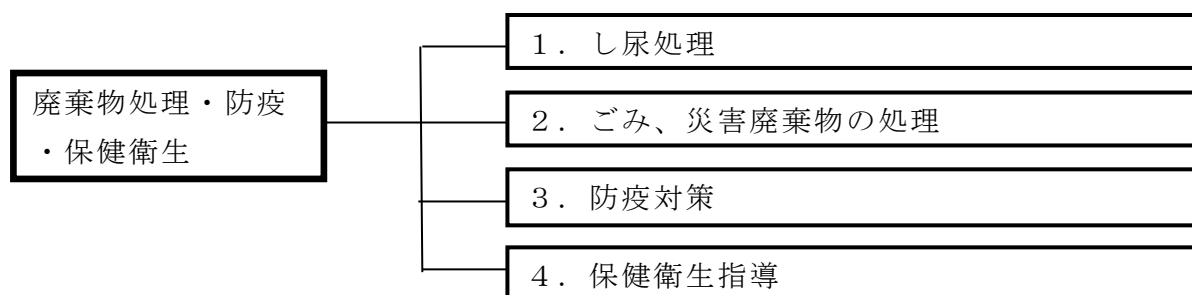 廃棄物処理・防疫
・保健衛生
１．し尿処理
２．ごみ、災害廃棄物の処理
３．防疫対策
４．保健衛生指導